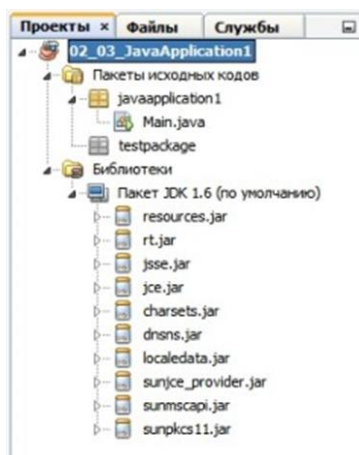 Проекты × Файлы Службы
02_03_JavaApplication1
Пакеты исходных кодов
javaapplication1
Main.java
testpackage
Библиотеки
Пакет JDK 1.6 (по умолчанию)
resources.jar
rt.jar
jsse.jar
jce.jar
charsets.jar
dnsns.jar
localedata.jar
sunjce_provider.jar
sunmscapi.jar
sunpkcs11.jar